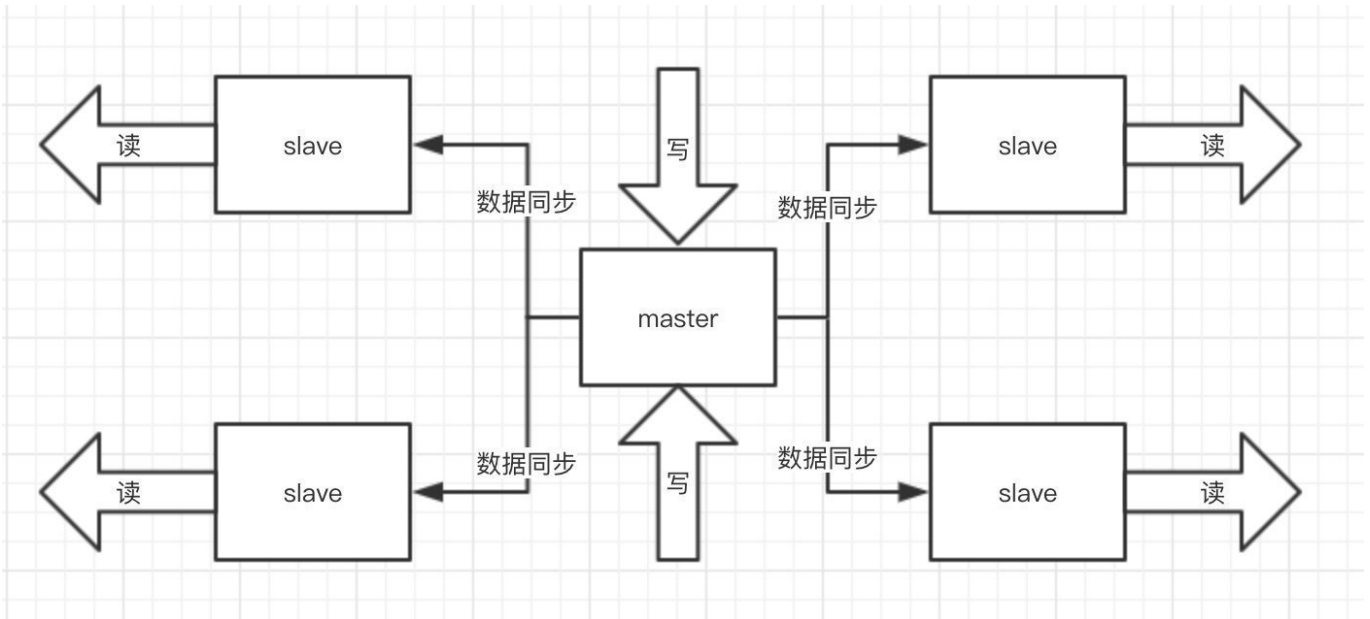 读
slave
写
slave
读
数据同步
数据同步
master
数据同步
数据同步
读
slave
写
slave
读